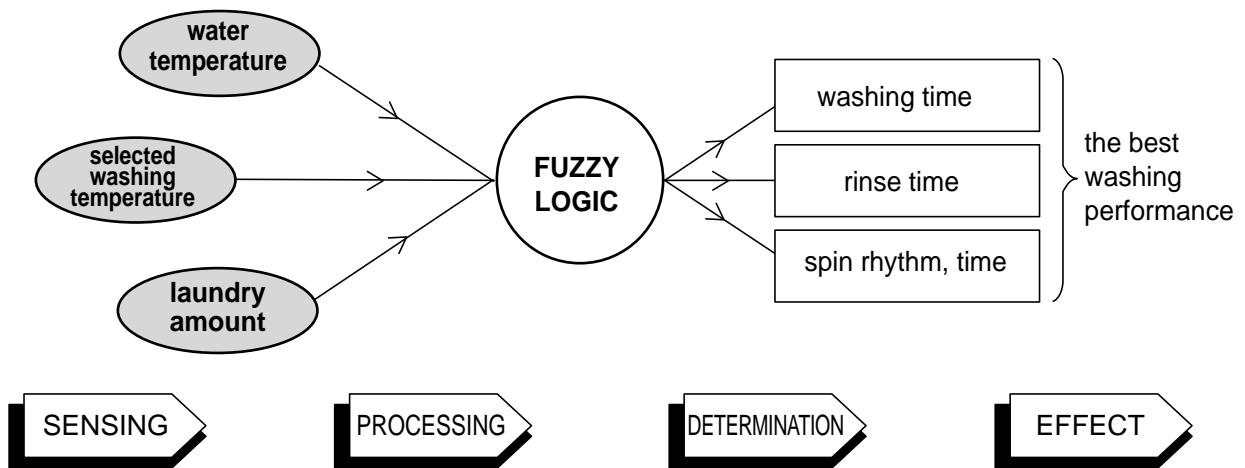 water
temperature
selected
washing
temperature
laundry
amount
FUZZY
LOGIC
washing time
rinse time
spin rhythm, time
the best
washing
performance
SENSING
PROCESSING
DETERMINATION
EFFECT